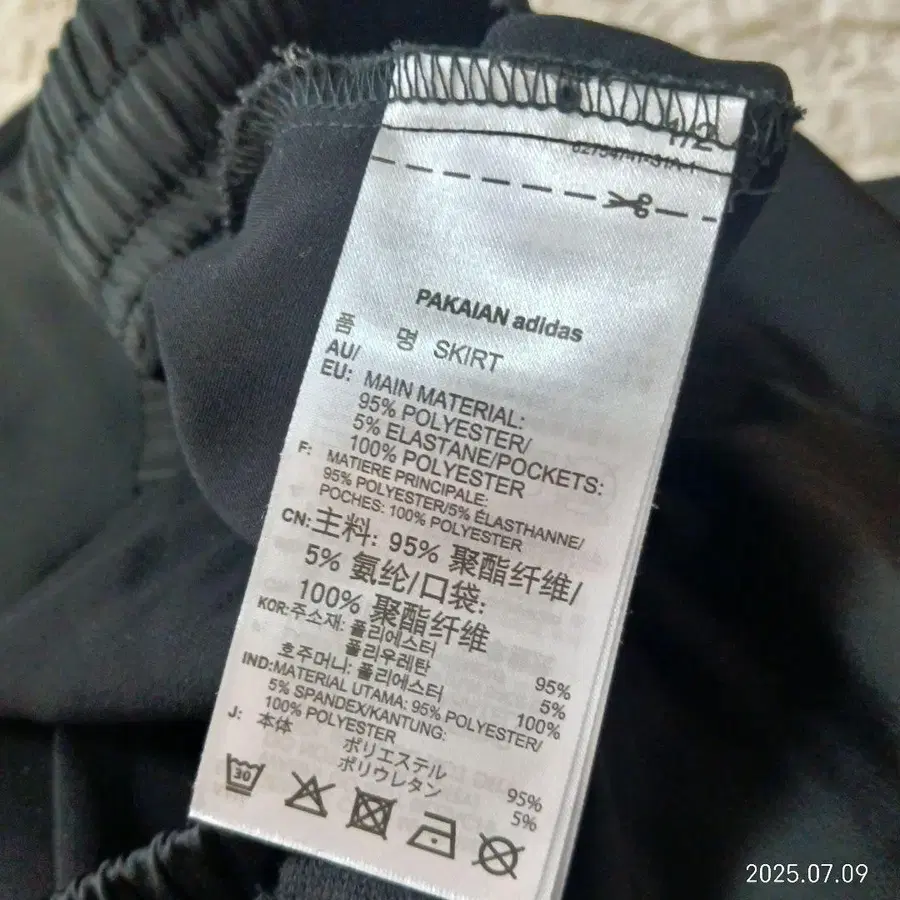 1/2
PAKAIAN adidas
품 명 SKIRT
AU/
EU: MAIN MATERIAL:
95% POLYESTER/
5% ELASTANE/POCKETS:
100% POLYESTER
F: MATIERE PRINCIPALE:
95% POLYESTER/5% ÉLASTHANNE/
POCHES: 100% POLYESTER
CN:主料: 95% 聚酯纤维/
5% 氨纶/口袋:
100% 聚酯纤维
KOR:주소재: 폴리에스터 95%
폴리우레탄 5%
호주머니: 폴리에스터 100%
IND:MATERIAL UTAMA: 95% POLYESTER/
5% SPANDEX/KANTUNG:
100% POLYESTER
J: 本体
ポリエステル 95%
ポリウレタン 5%
30
2025.07.09